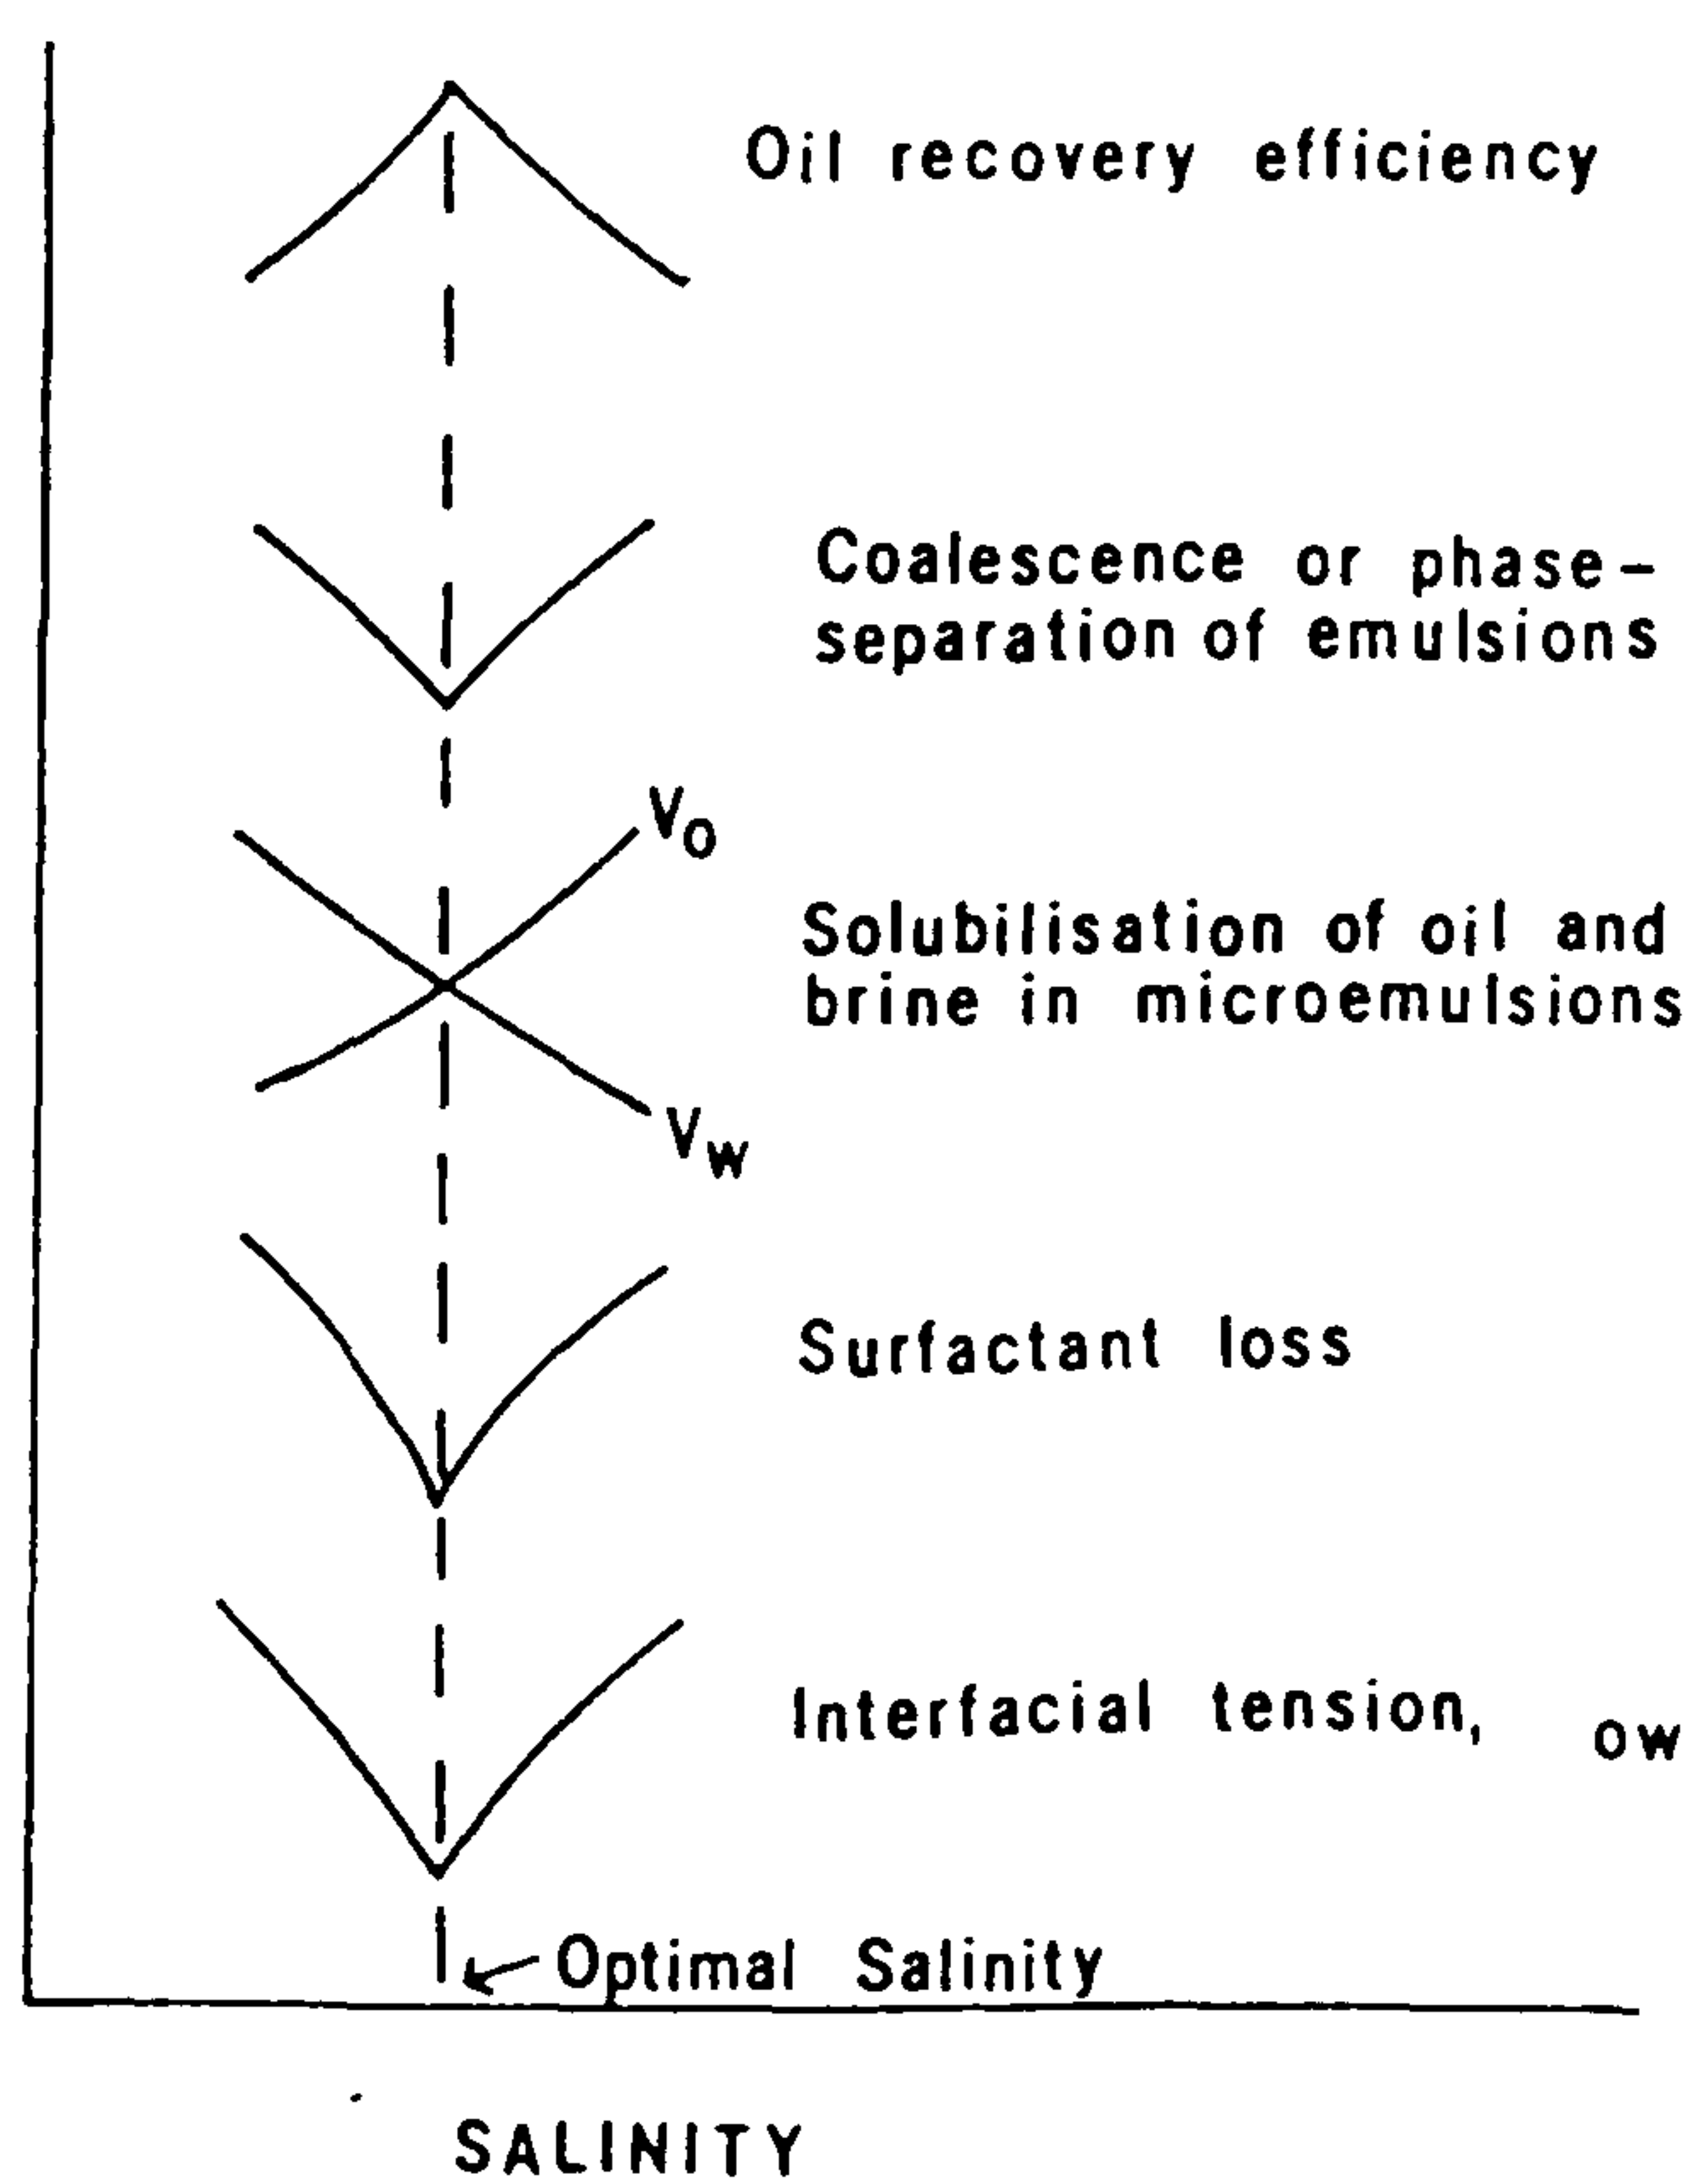 Oil recovery efficiency
Coalescence or phase-
separation of emulsions
Vo
Solubilisation of oil and
brine in microemulsions
Vw
Surfactant loss
Interfacial tension, ow
Optimal Salinity
SALINITY